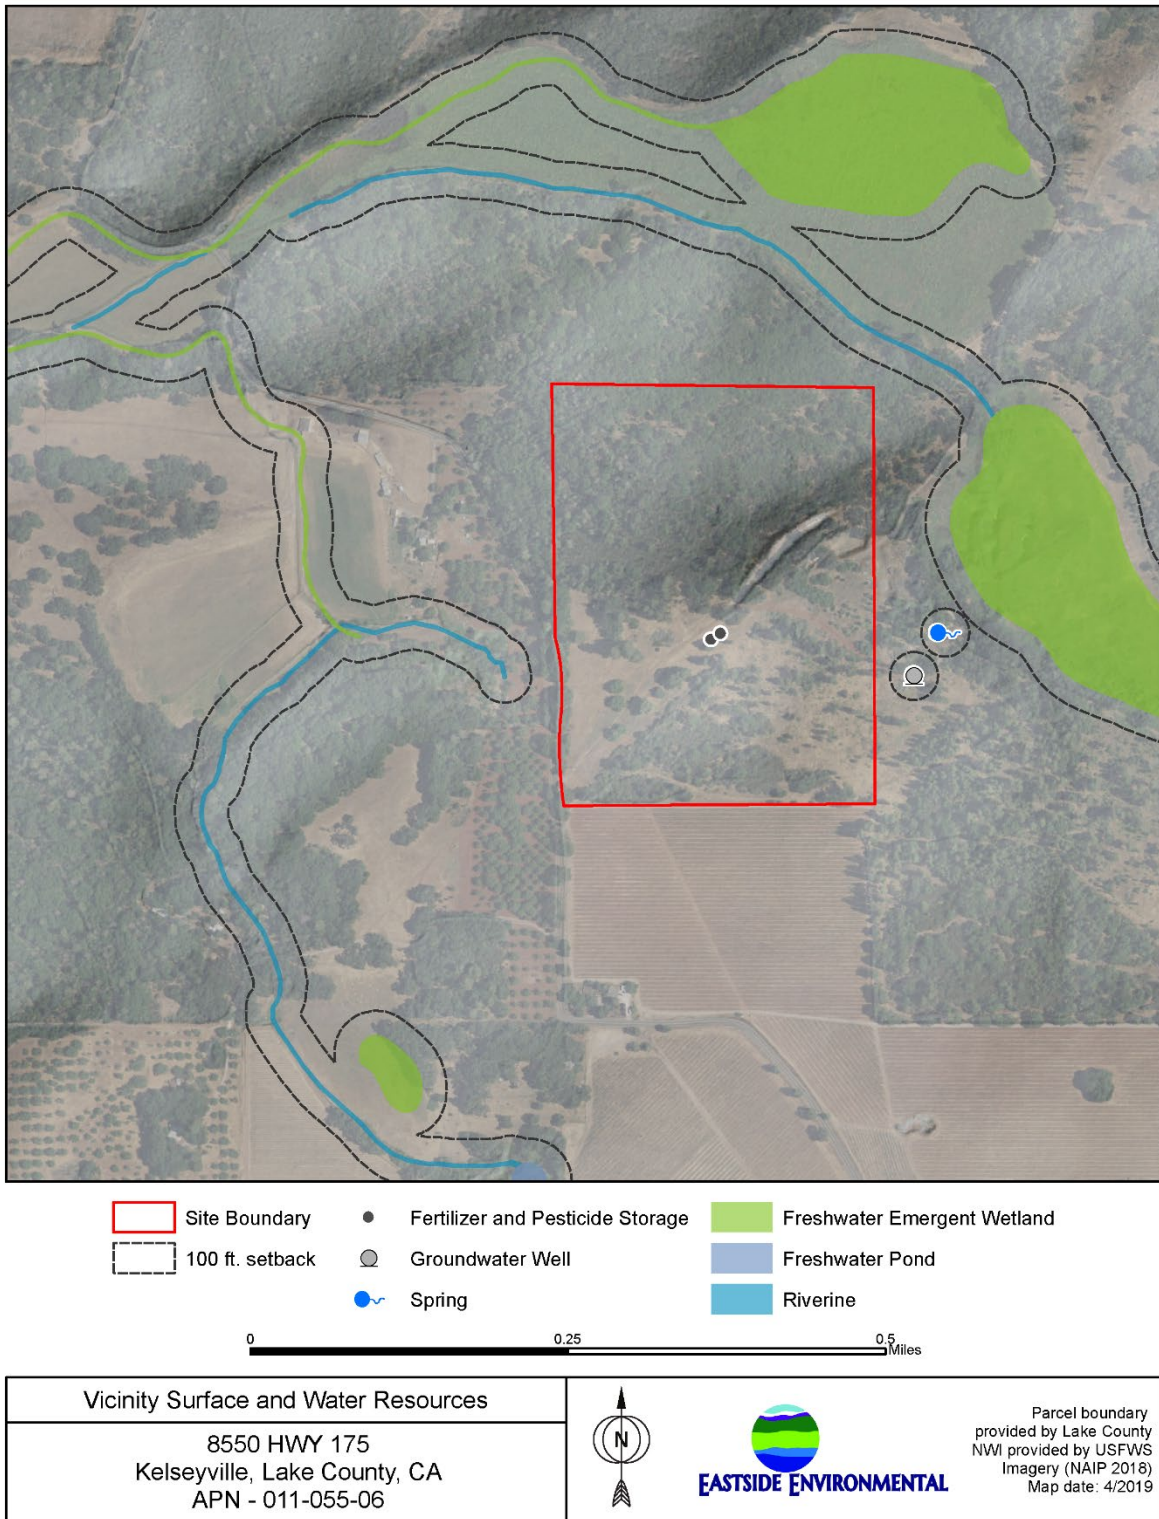 Site Boundary
100 ft. setback
Fertilizer and Pesticide Storage
Groundwater Well
Spring
Freshwater Emergent Wetland
Freshwater Pond
Riverine
0 0.25 0.5
Miles
Vicinity Surface and Water Resources
8550 HWY 175
Kelseyville, Lake County, CA
APN - 011-055-06
N
EASTSIDE ENVIRONMENTAL
Parcel boundary
provided by Lake County
NWI provided by USFWS
Imagery (NAIP 2018)
Map date: 4/2019